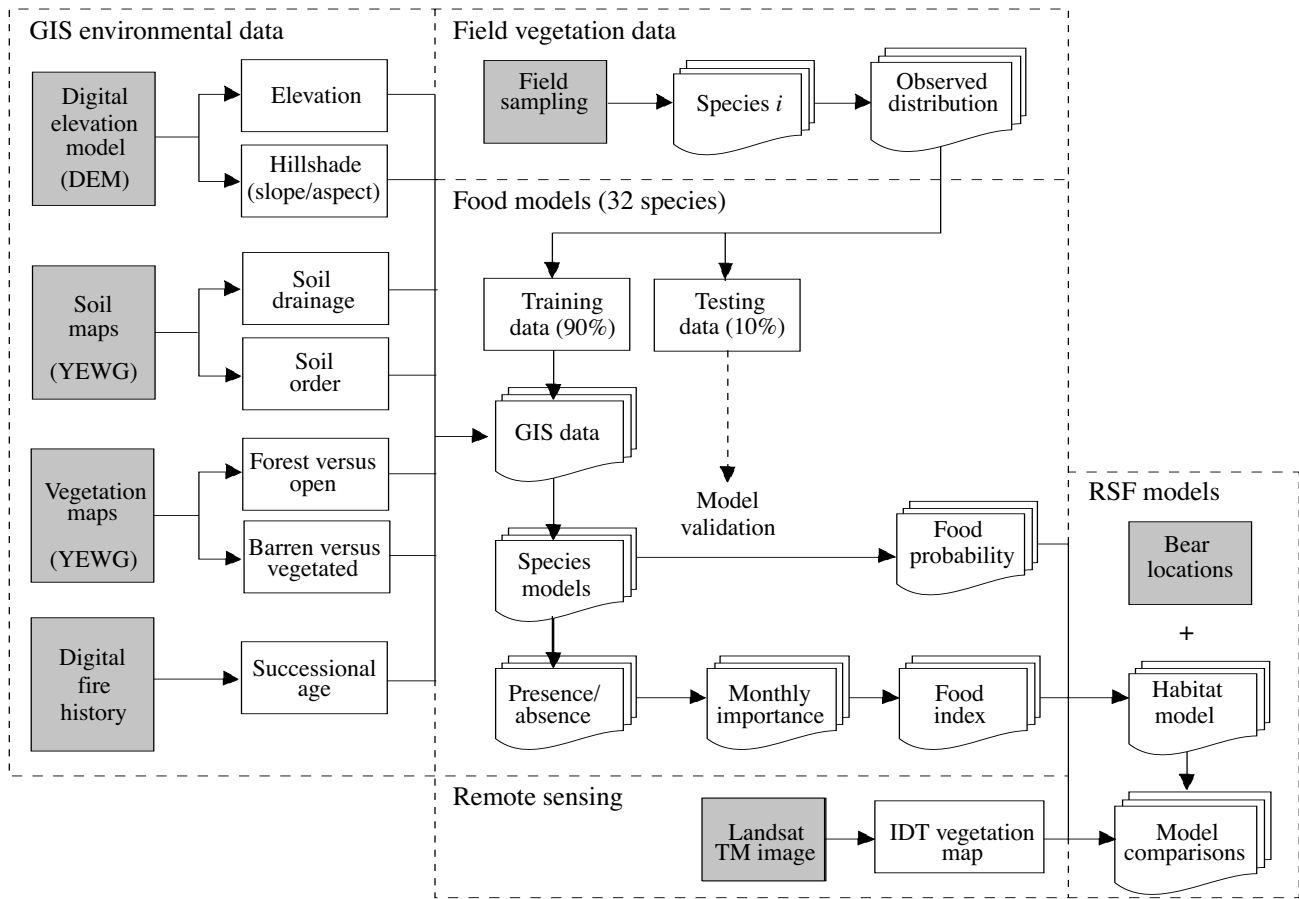 GIS environmental data
Digital
elevation
model
(DEM)
Elevation
Hillshade
(slope/aspect)
Soil
maps
(YEWG)
Soil
drainage
Soil
order
Vegetation
maps
(YEWG)
Forest versus
open
Barren versus
vegetated
Digital
fire
history
Successional
age
Field vegetation data
Field
sampling
Species i
Observed
distribution
Food models (32 species)
Training
data (90%)
Testing
data (10%)
GIS data
Model
validation
Species
models
Food
probability
Presence/
absence
Monthly
importance
Food
index
Remote sensing
Landsat
TM image
IDT vegetation
map
RSF models
Bear
locations
+
Habitat
model
Model
comparisons